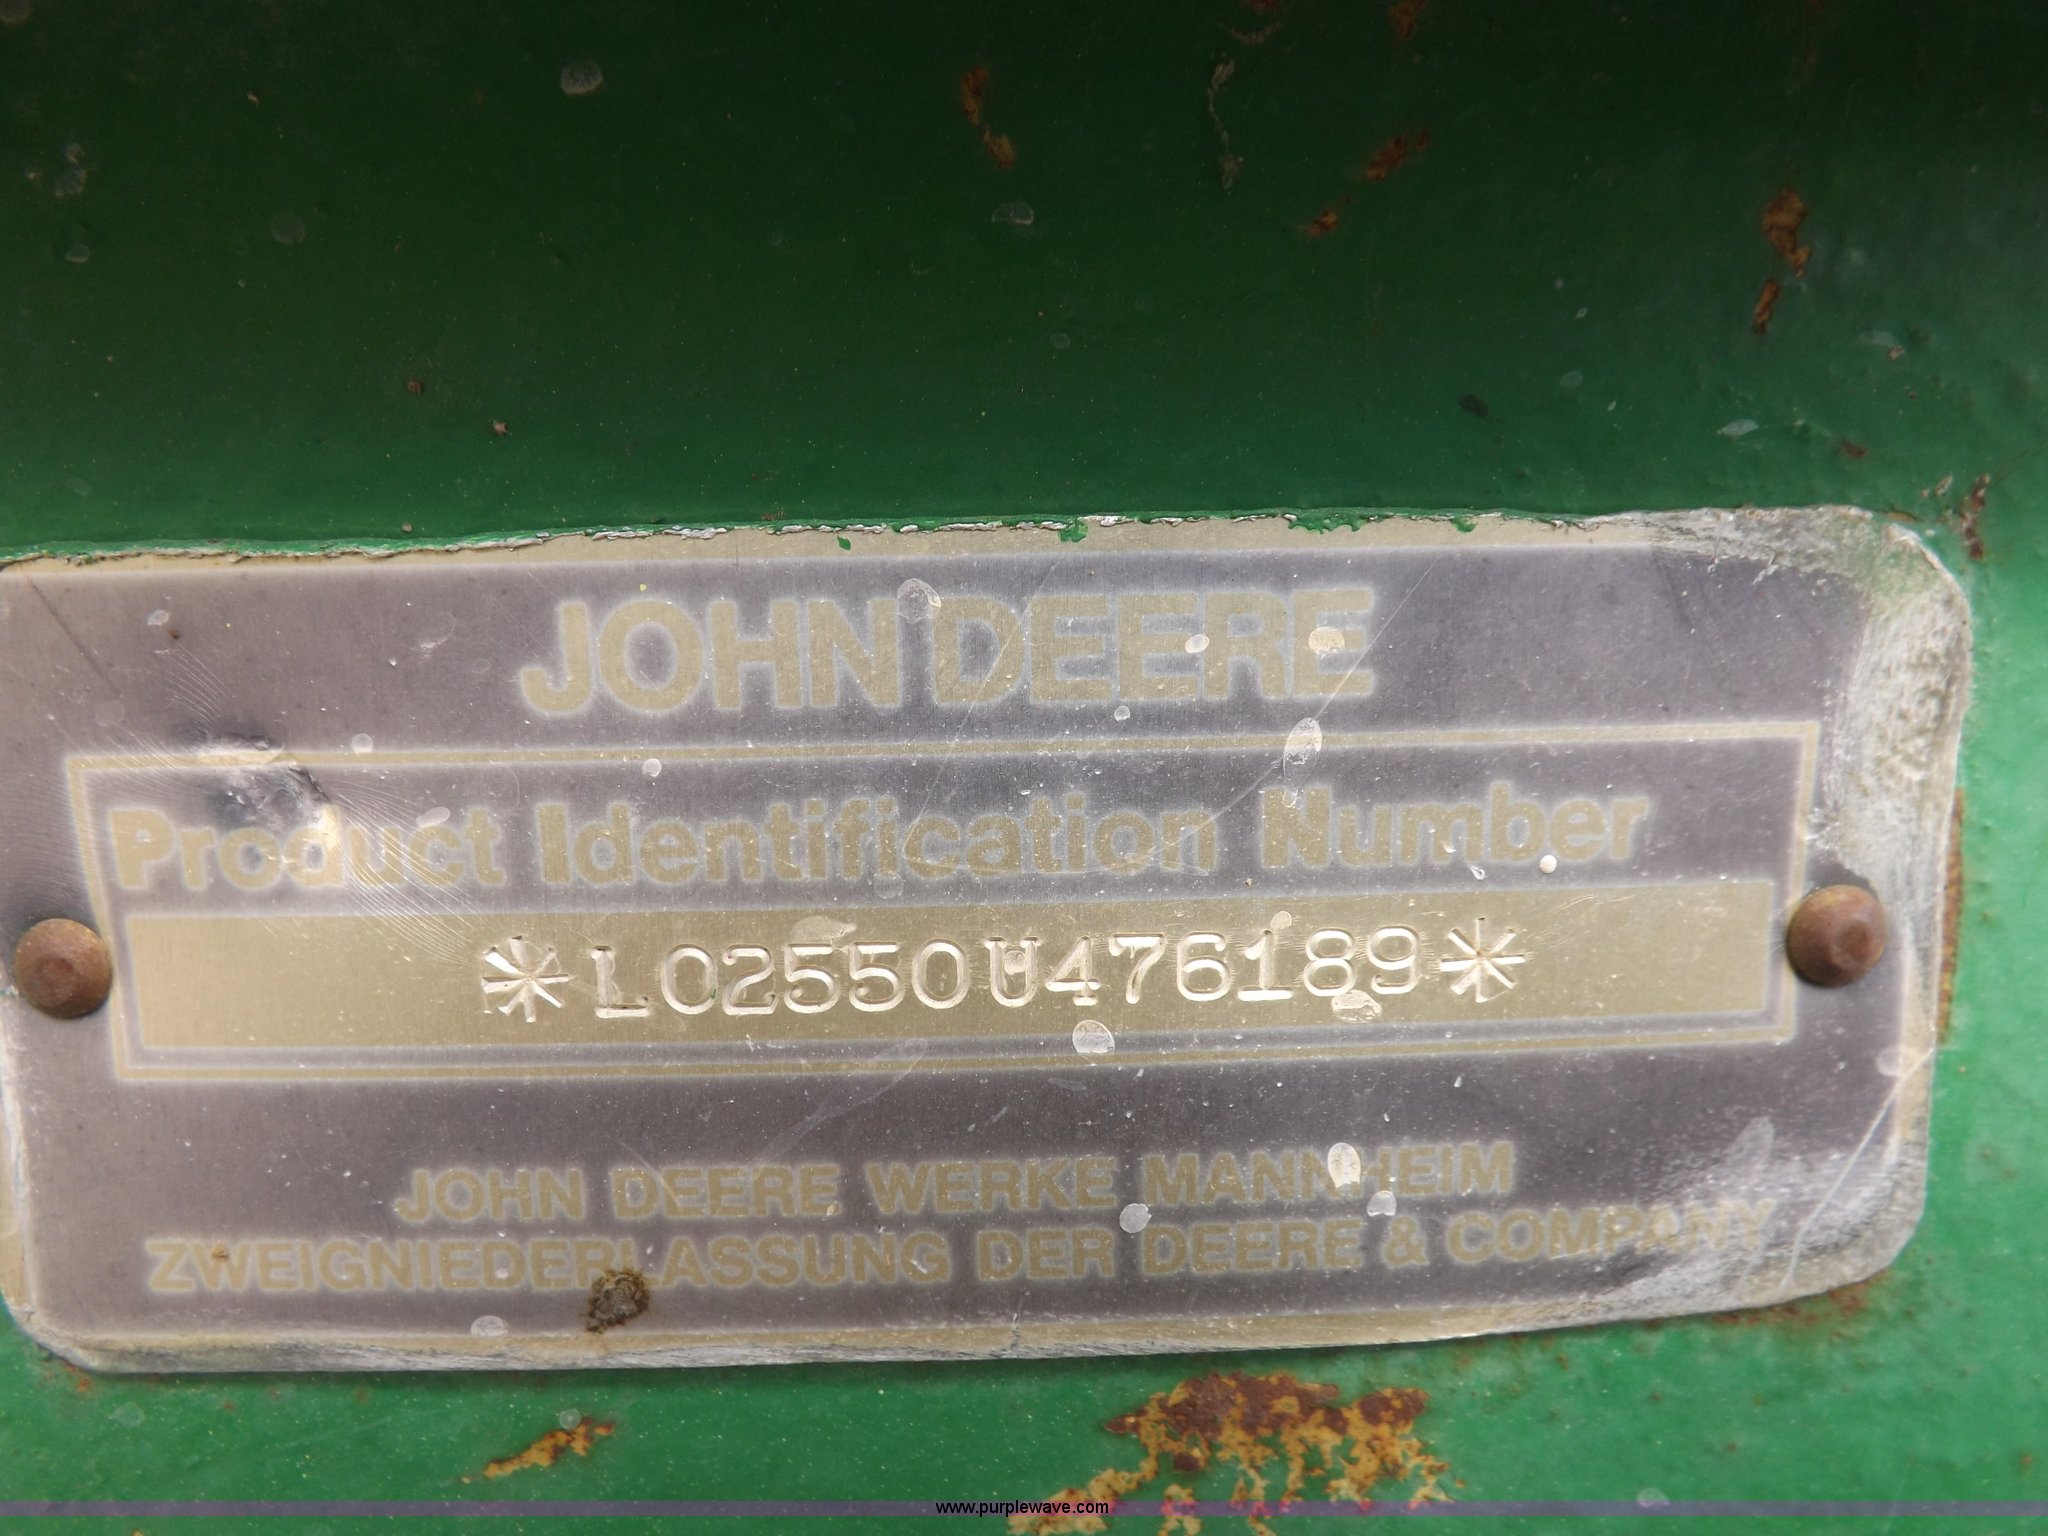 JOHN DEERE
Product Identification Number
*L02550U476189*
JOHN DEERE WERKE MANNHEIM
ZWEIGNIEDERLASSUNG DER DEERE & COMPANY
www.purplewave.com